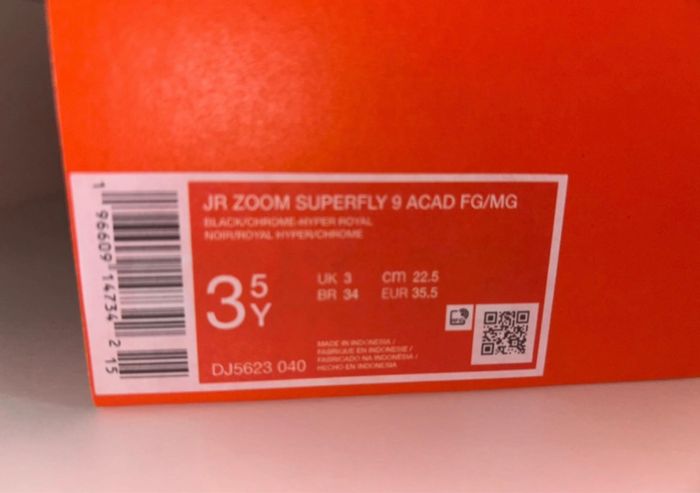 JR ZOOM SUPERFLY 9 ACAD FG/MG
BLACK/CHROME-HYPER ROYAL
NOIR/ROYAL HYPER/CHROME
3 5 Y
UK 3 cm 22.5
BR 34 EUR 35.5
MADE IN INDONESIA /
FABRIQUE EN INDONESIE /
FABRICADO NA INDONÉSIA /
HECHO EN INDONESIA
DJ5623 040
1 96609 14734 2 15